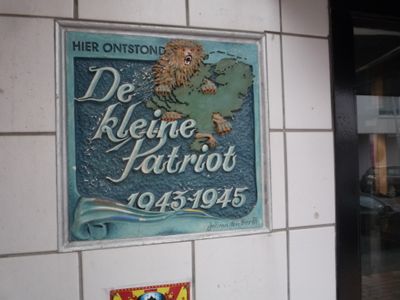 HIER ONTSTOND
De
kleine
Patriot
1943-1945